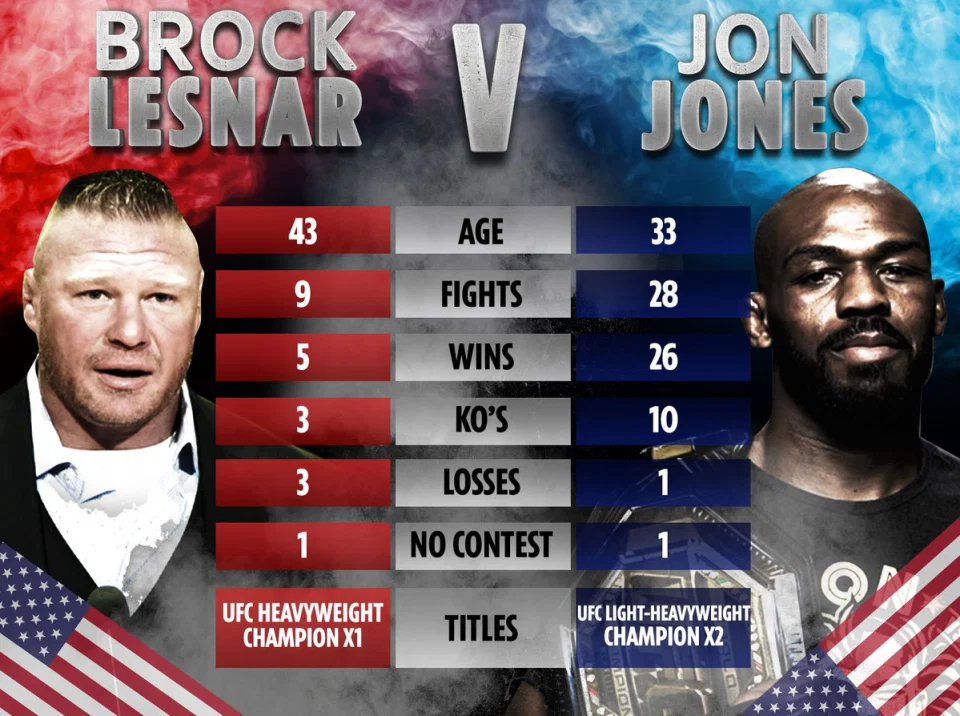 BROCK
LESNAR
V
JON
JONES
43 AGE 33
9 FIGHTS 28
5 WINS 26
3 KO'S 10
3 LOSSES 1
1 NO CONTEST 1
UFC HEAVYWEIGHT
CHAMPION X1
TITLES
UFC LIGHT-HEAVYWEIGHT
CHAMPION X2